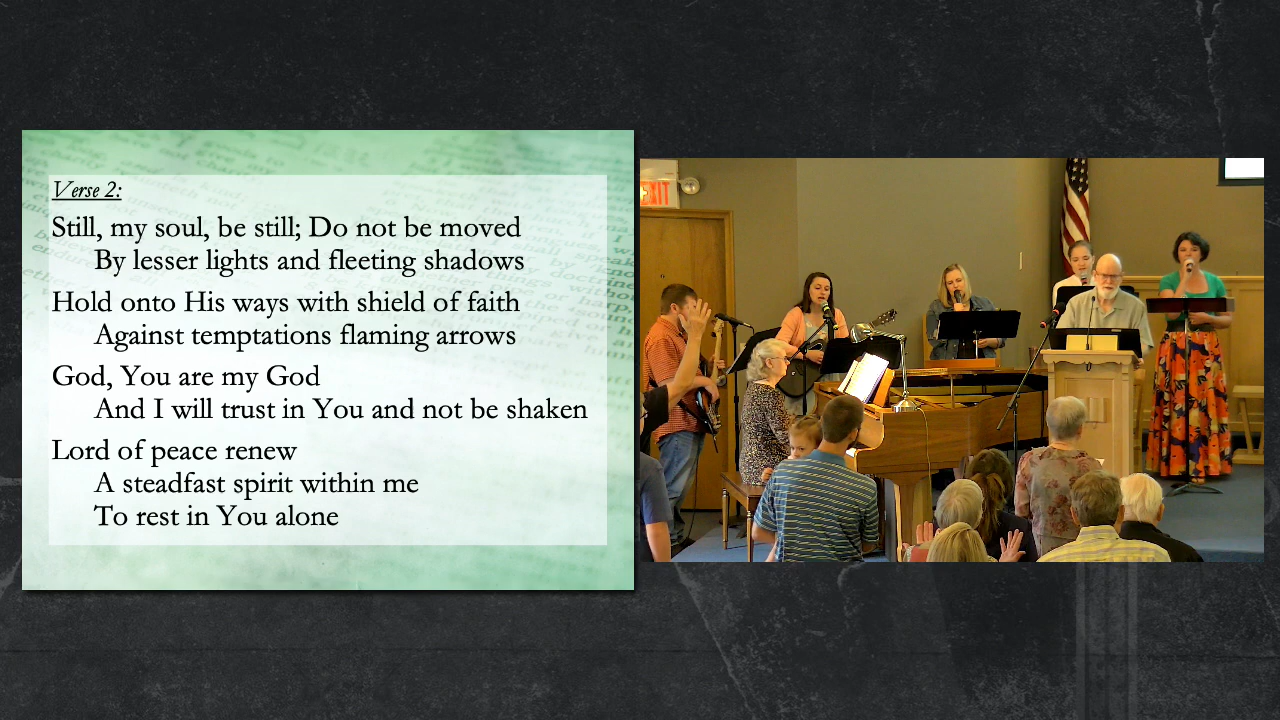 Verse 2:
Still, my soul, be still; Do not be moved
By lesser lights and fleeting shadows
Hold onto His ways with shield of faith
Against temptations flaming arrows
God, You are my God
And I will trust in You and not be shaken
Lord of peace renew
A steadfast spirit within me
To rest in You alone
EXIT